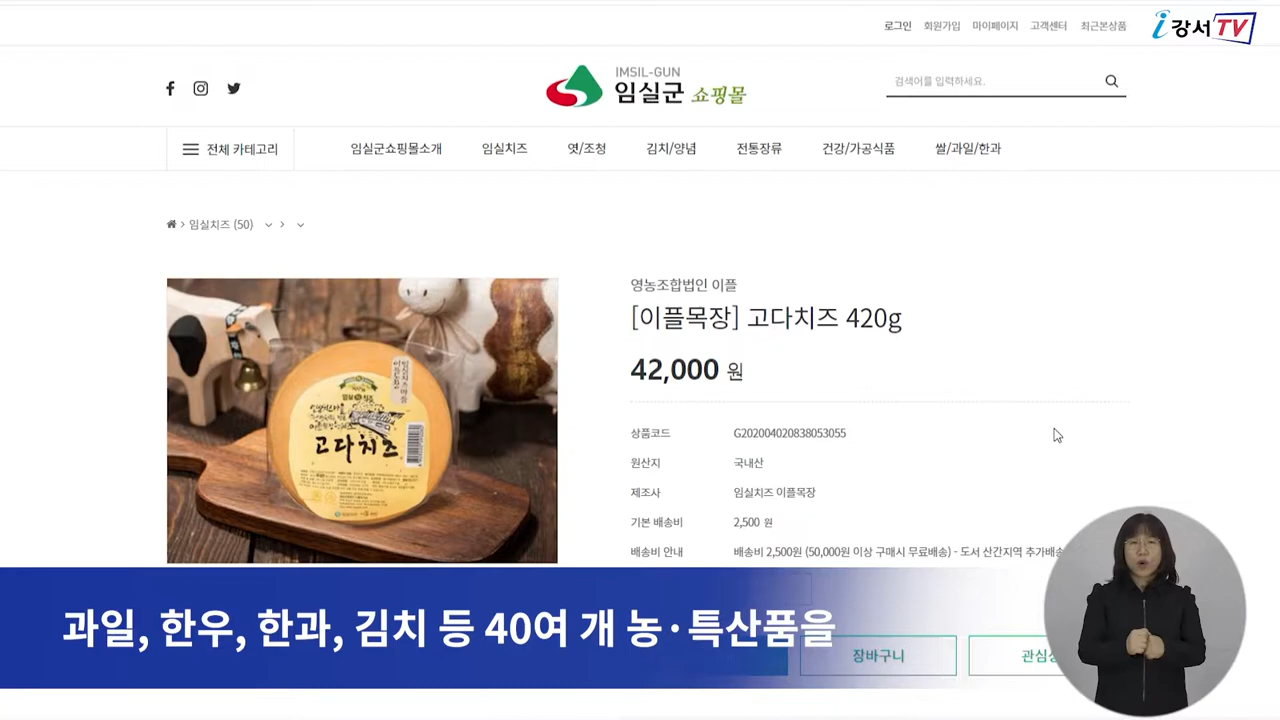 로그인 회원가입 마이페이지 고객센터 최근본상품
i강서TV
IMSIL-GUN
임실군 쇼핑몰
검색어를 입력하세요.
전체 카테고리 임실군쇼핑몰소개 임실치즈 엿/조청 김치/양념 전통장류 건강/가공식품 쌀/과일/한과
임실치즈 (50)
영농조합법인 이플
[이플목장] 고다치즈 420g
42,000 원
고다치즈
상품코드 G202004020838053055
원산지 국내산
제조사 임실치즈 이플목장
기본 배송비 2,500 원
배송비 안내 배송비 2,500원 (50,000원 이상 구매시 무료배송) - 도서 산간지역 추가배송
과일, 한우, 한과, 김치 등 40여 개 농·특산품을
장바구니 관심상